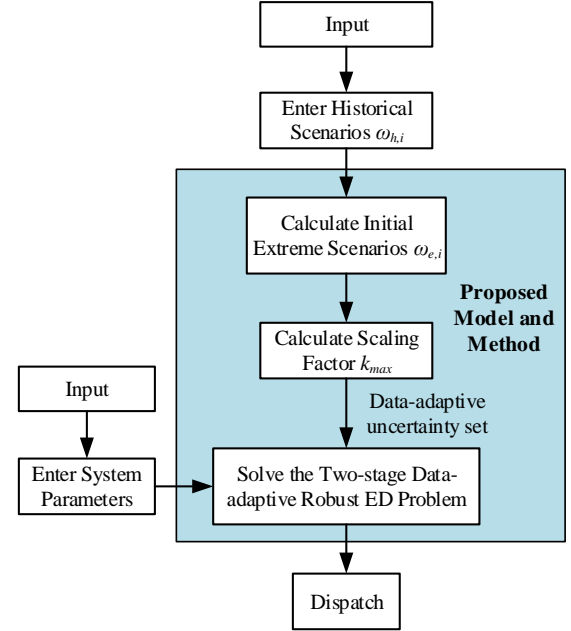 Input
Enter Historical
Scenarios ωh,i
Calculate Initial
Extreme Scenarios ωe,i
Proposed
Model and
Method
Calculate Scaling
Factor kmax
Input
Data-adaptive
uncertainty set
Enter System
Parameters
Solve the Two-stage Data-
adaptive Robust ED Problem
Dispatch